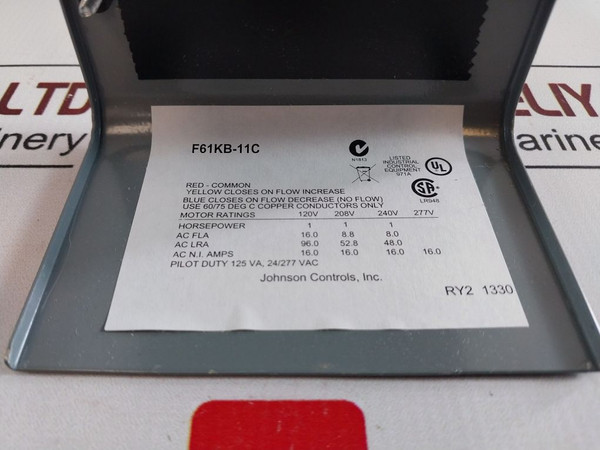 LTD
inery
ELIY
arine
F61KB-11C
N1813
LISTED
INDUSTRIAL
CONTROL
EQUIPMENT
971A
UL
SA
LR948
RED - COMMON
YELLOW CLOSES ON FLOW INCREASE
BLUE CLOSES ON FLOW DECREASE (NO FLOW)
USE 60/75 DEG C COPPER CONDUCTORS ONLY
MOTOR RATINGS 120V 208V 240V 277V
HORSEPOWER 1 1 1
AC FLA 16.0 8.8 8.0
AC LRA 96.0 52.8 48.0
AC N.I. AMPS 16.0 16.0 16.0 16.0
PILOT DUTY 125 VA, 24/277 VAC
Johnson Controls, Inc.
RY2 1330